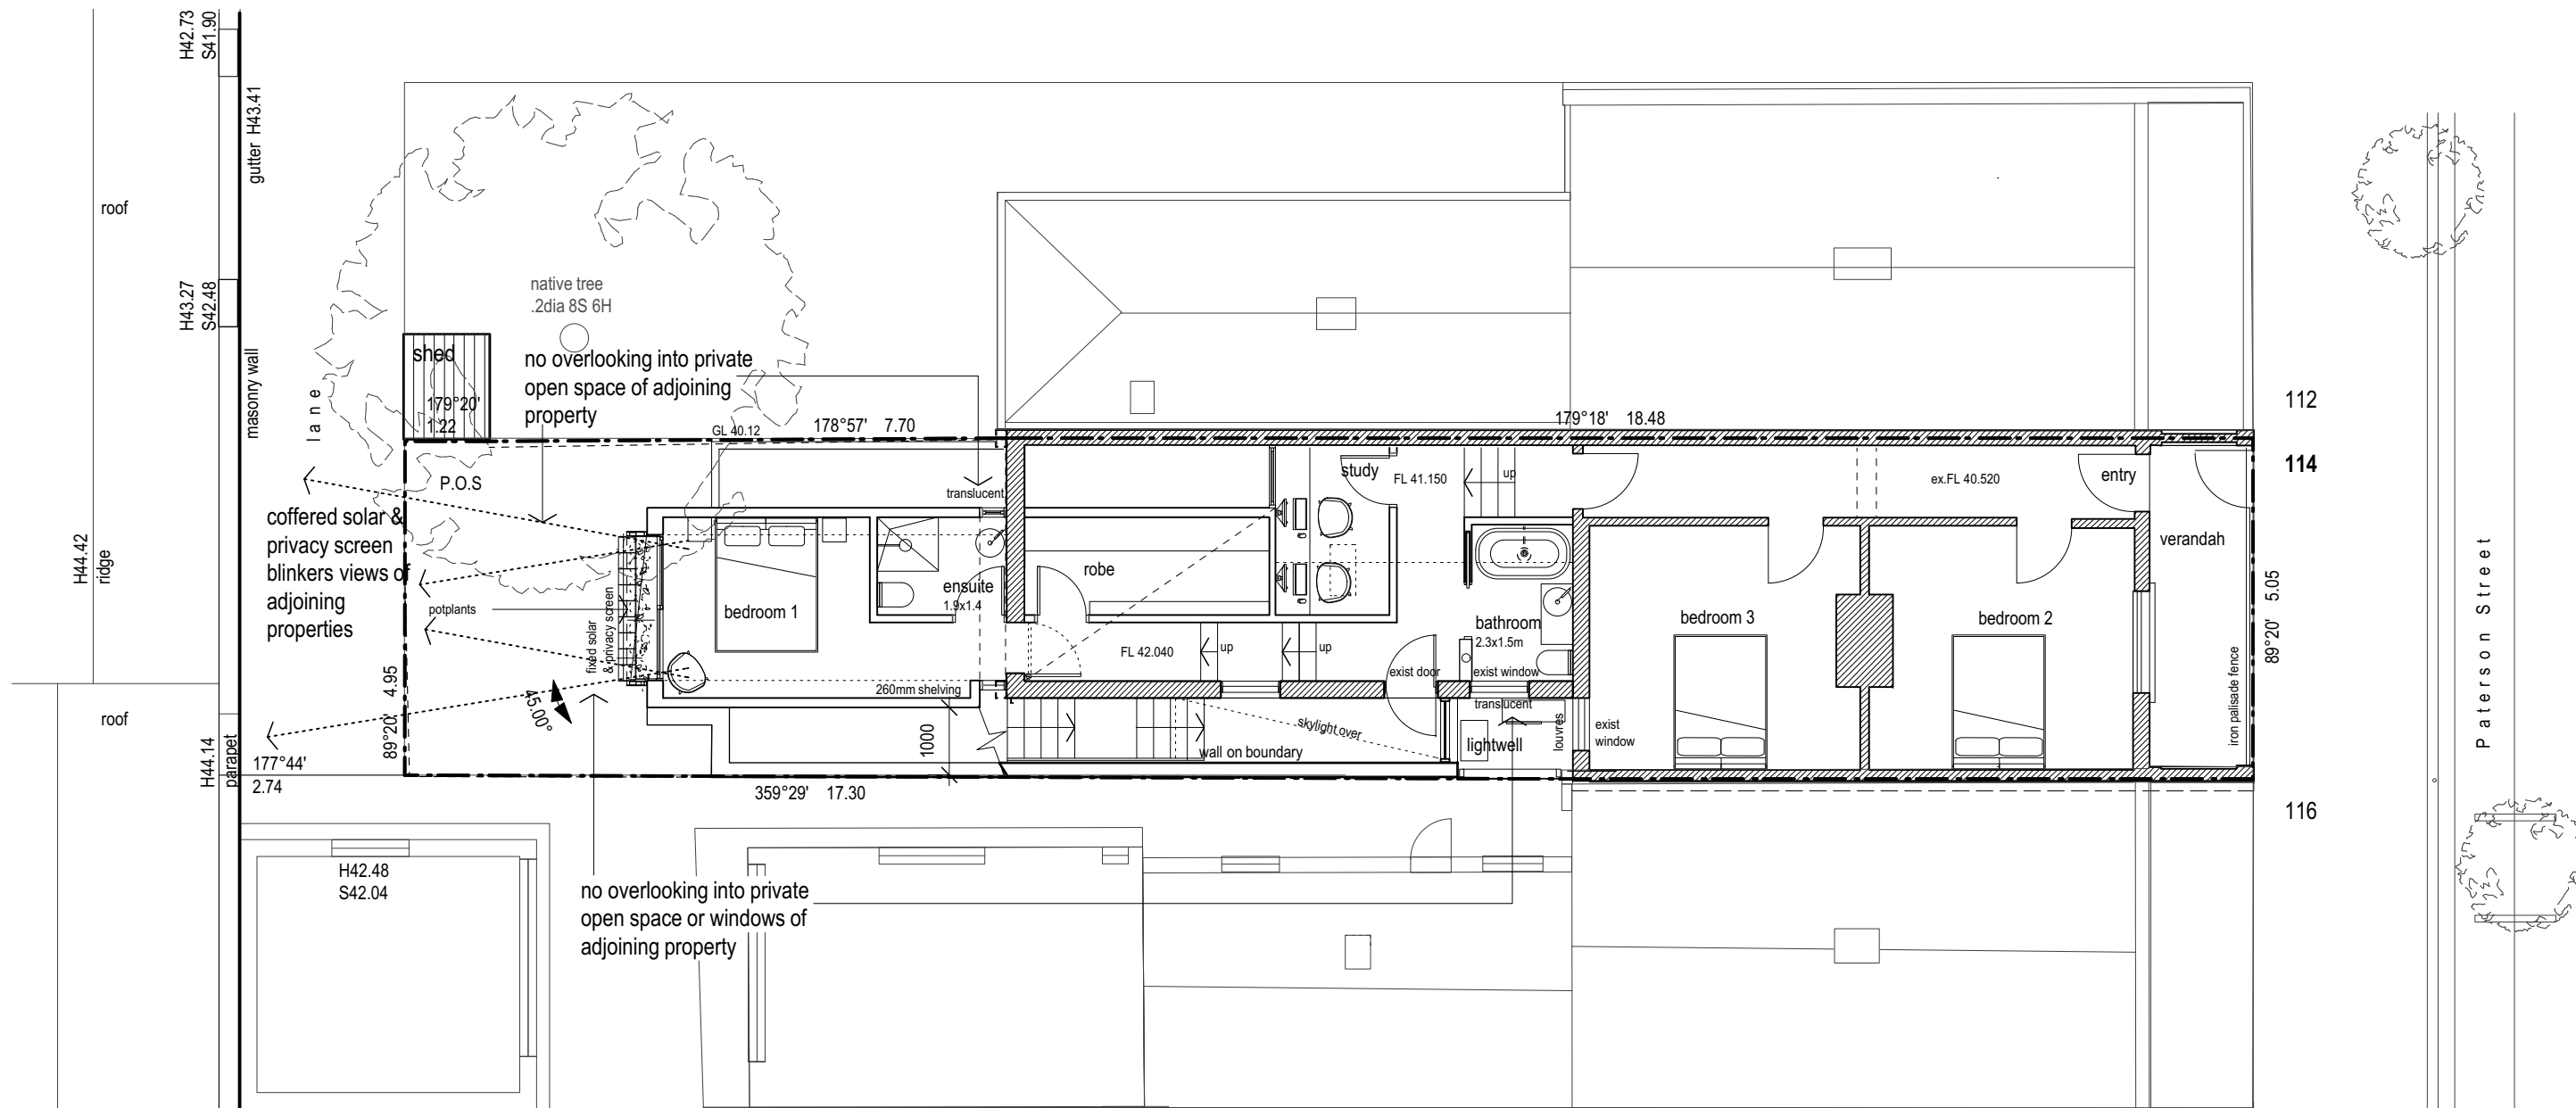 H42.73
S41.90
gutter H43.41
roof
H43.27
S42.48
native tree
.2dia 8S 6H
masonry wall
lane
shed
179°20'
1.22
no overlooking into private
open space of adjoining
property
GL 40.12
178°57' 7.70
179°18' 18.48
112
114
P.O.S
translucent
study
FL 41.150
up
ex.FL 40.520
entry
coffered solar &
privacy screen
blinkers views of
adjoining
properties
H44.42
ridge
potplants
fixed solar
& privacy screen
bedroom 1
ensuite
1.9x1.4
robe
bathroom
2.3x1.5m
bedroom 3
bedroom 2
verandah
89°20' 5.05
Paterson Street
iron palisade fence
FL 42.040
up
up
exist door
exist window
260mm shelving
translucent
45.00°
89°20' 4.95
roof
H44.14
parapet
177°44'
2.74
1000
skylight over
wall on boundary
lightwell
louvres
exist
window
359°29' 17.30
116
H42.48
S42.04
no overlooking into private
open space or windows of
adjoining property